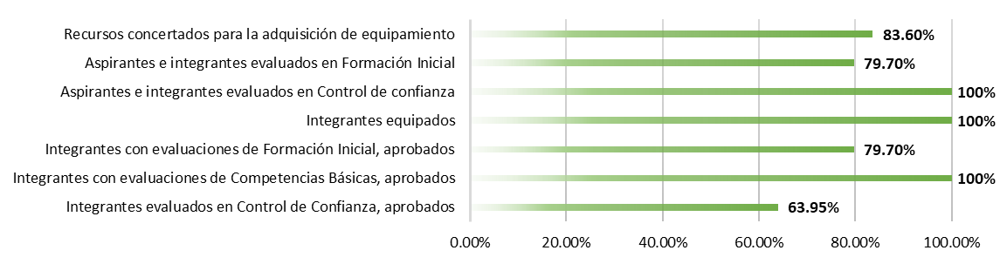 Recursos concertados para la adquisición de equipamiento 83.60%
Aspirantes e integrantes evaluados en Formación Inicial 79.70%
Aspirantes e integrantes evaluados en Control de confianza 100%
Integrantes equipados 100%
Integrantes con evaluaciones de Formación Inicial, aprobados 79.70%
Integrantes con evaluaciones de Competencias Básicas, aprobados 100%
Integrantes evaluados en Control de Confianza, aprobados 63.95%
0.00% 20.00% 40.00% 60.00% 80.00% 100.00%